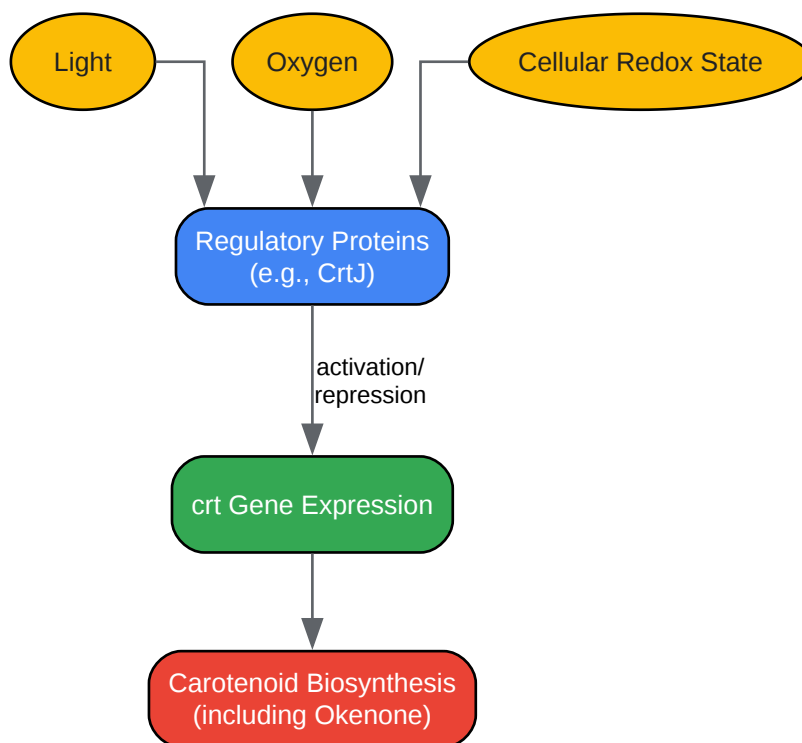 Light
Oxygen
Cellular Redox State
Regulatory Proteins
(e.g., CrtJ)
activation/
repression
crt Gene Expression
Carotenoid Biosynthesis
(including Okenone)